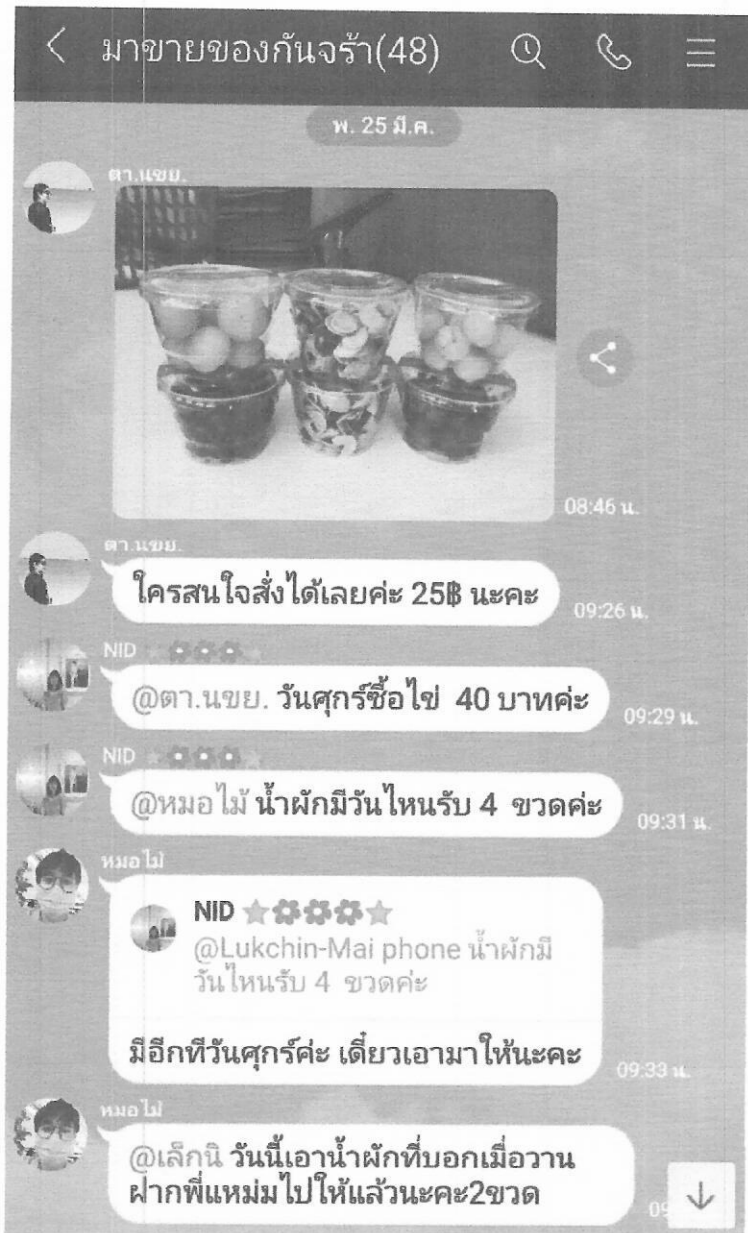 มาขายของกันจร้า(48)
พ. 25 มี.ค.
ตา.นขย.
08:46 น.
ตา.นขย.
ใครสนใจสั่งได้เลยค่ะ 25฿ นะคะ
09:26 น.
NID
@ตา.นขย. วันศุกร์ซื้อไข่ 40 บาทค่ะ
09:29 น.
NID
@หมอไม้ น้ำผักมีวันไหนรับ 4 ขวดค่ะ
09:31 น.
หมอไม้
NID
@Lukchin-Mai phone น้ำผักมี
วันไหนรับ 4 ขวดค่ะ
มีอีกทีวันศุกร์ค่ะ เดี๋ยวเอามาให้นะคะ
09:33 น.
หมอไม้
@เล็กนิ วันนี้เอาน้ำผักที่บอกเมื่อวาน
ฝากพี่แหม่มไปให้แล้วนะคะ2ขวด